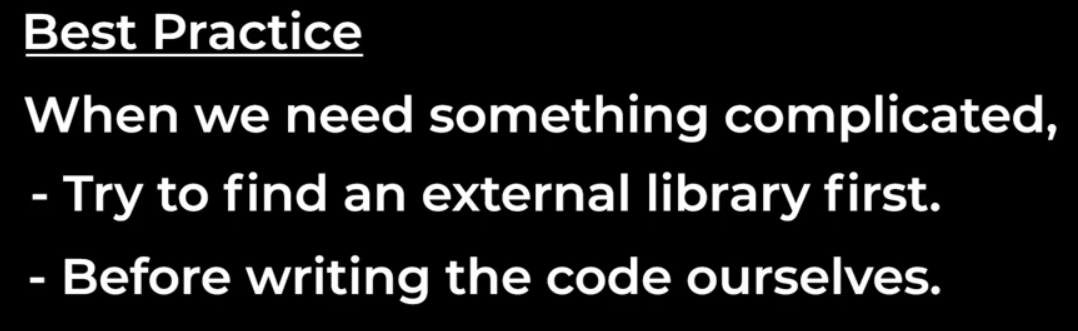 Best Practice
When we need something complicated,
- Try to find an external library first.
- Before writing the code ourselves.